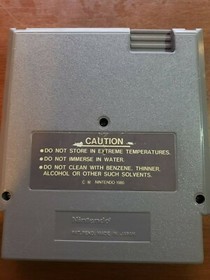 CAUTION
• DO NOT STORE IN EXTREME TEMPERATURES.
• DO NOT IMMERSE IN WATER.
• DO NOT CLEAN WITH BENZENE, THINNER,
ALCOHOL OR OTHER SUCH SOLVENTS.
© ® NINTENDO 1985
Nintendo